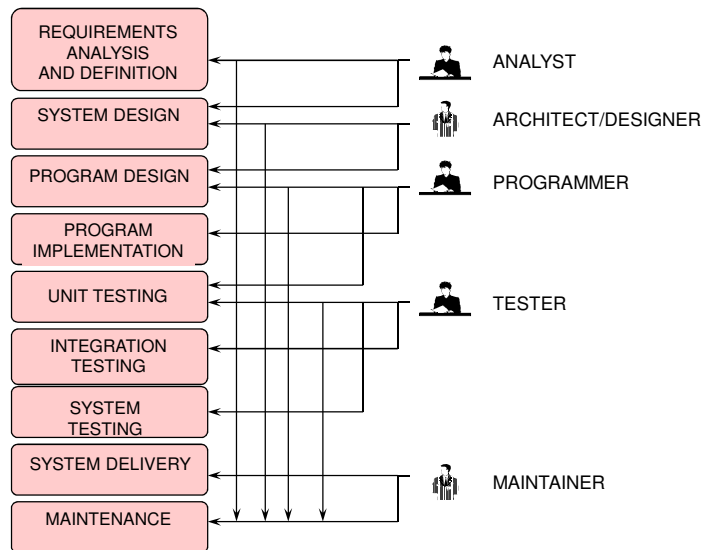 REQUIREMENTS
ANALYSIS
AND DEFINITION
ANALYST
SYSTEM DESIGN
ARCHITECT/DESIGNER
PROGRAM DESIGN
PROGRAMMER
PROGRAM
IMPLEMENTATION
UNIT TESTING
TESTER
INTEGRATION
TESTING
SYSTEM
TESTING
SYSTEM DELIVERY
MAINTAINER
MAINTENANCE